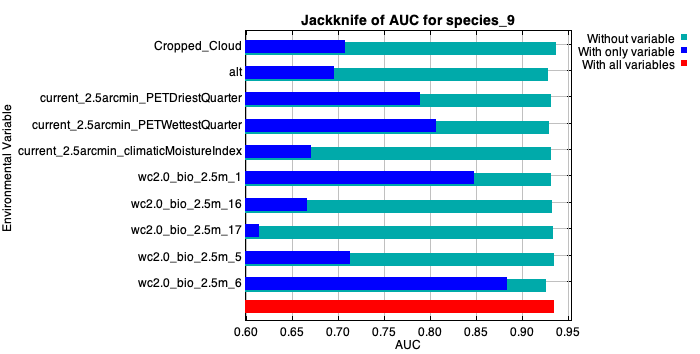 Jackknife of AUC for species_9
Without variable
With only variable
With all variables
Environmental Variable
Cropped_Cloud
alt
current_2.5arcmin_PETDriestQuarter
current_2.5arcmin_PETWettestQuarter
current_2.5arcmin_climaticMoistureIndex
wc2.0_bio_2.5m_1
wc2.0_bio_2.5m_16
wc2.0_bio_2.5m_17
wc2.0_bio_2.5m_5
wc2.0_bio_2.5m_6
0.60 0.65 0.70 0.75 0.80 0.85 0.90 0.95
AUC